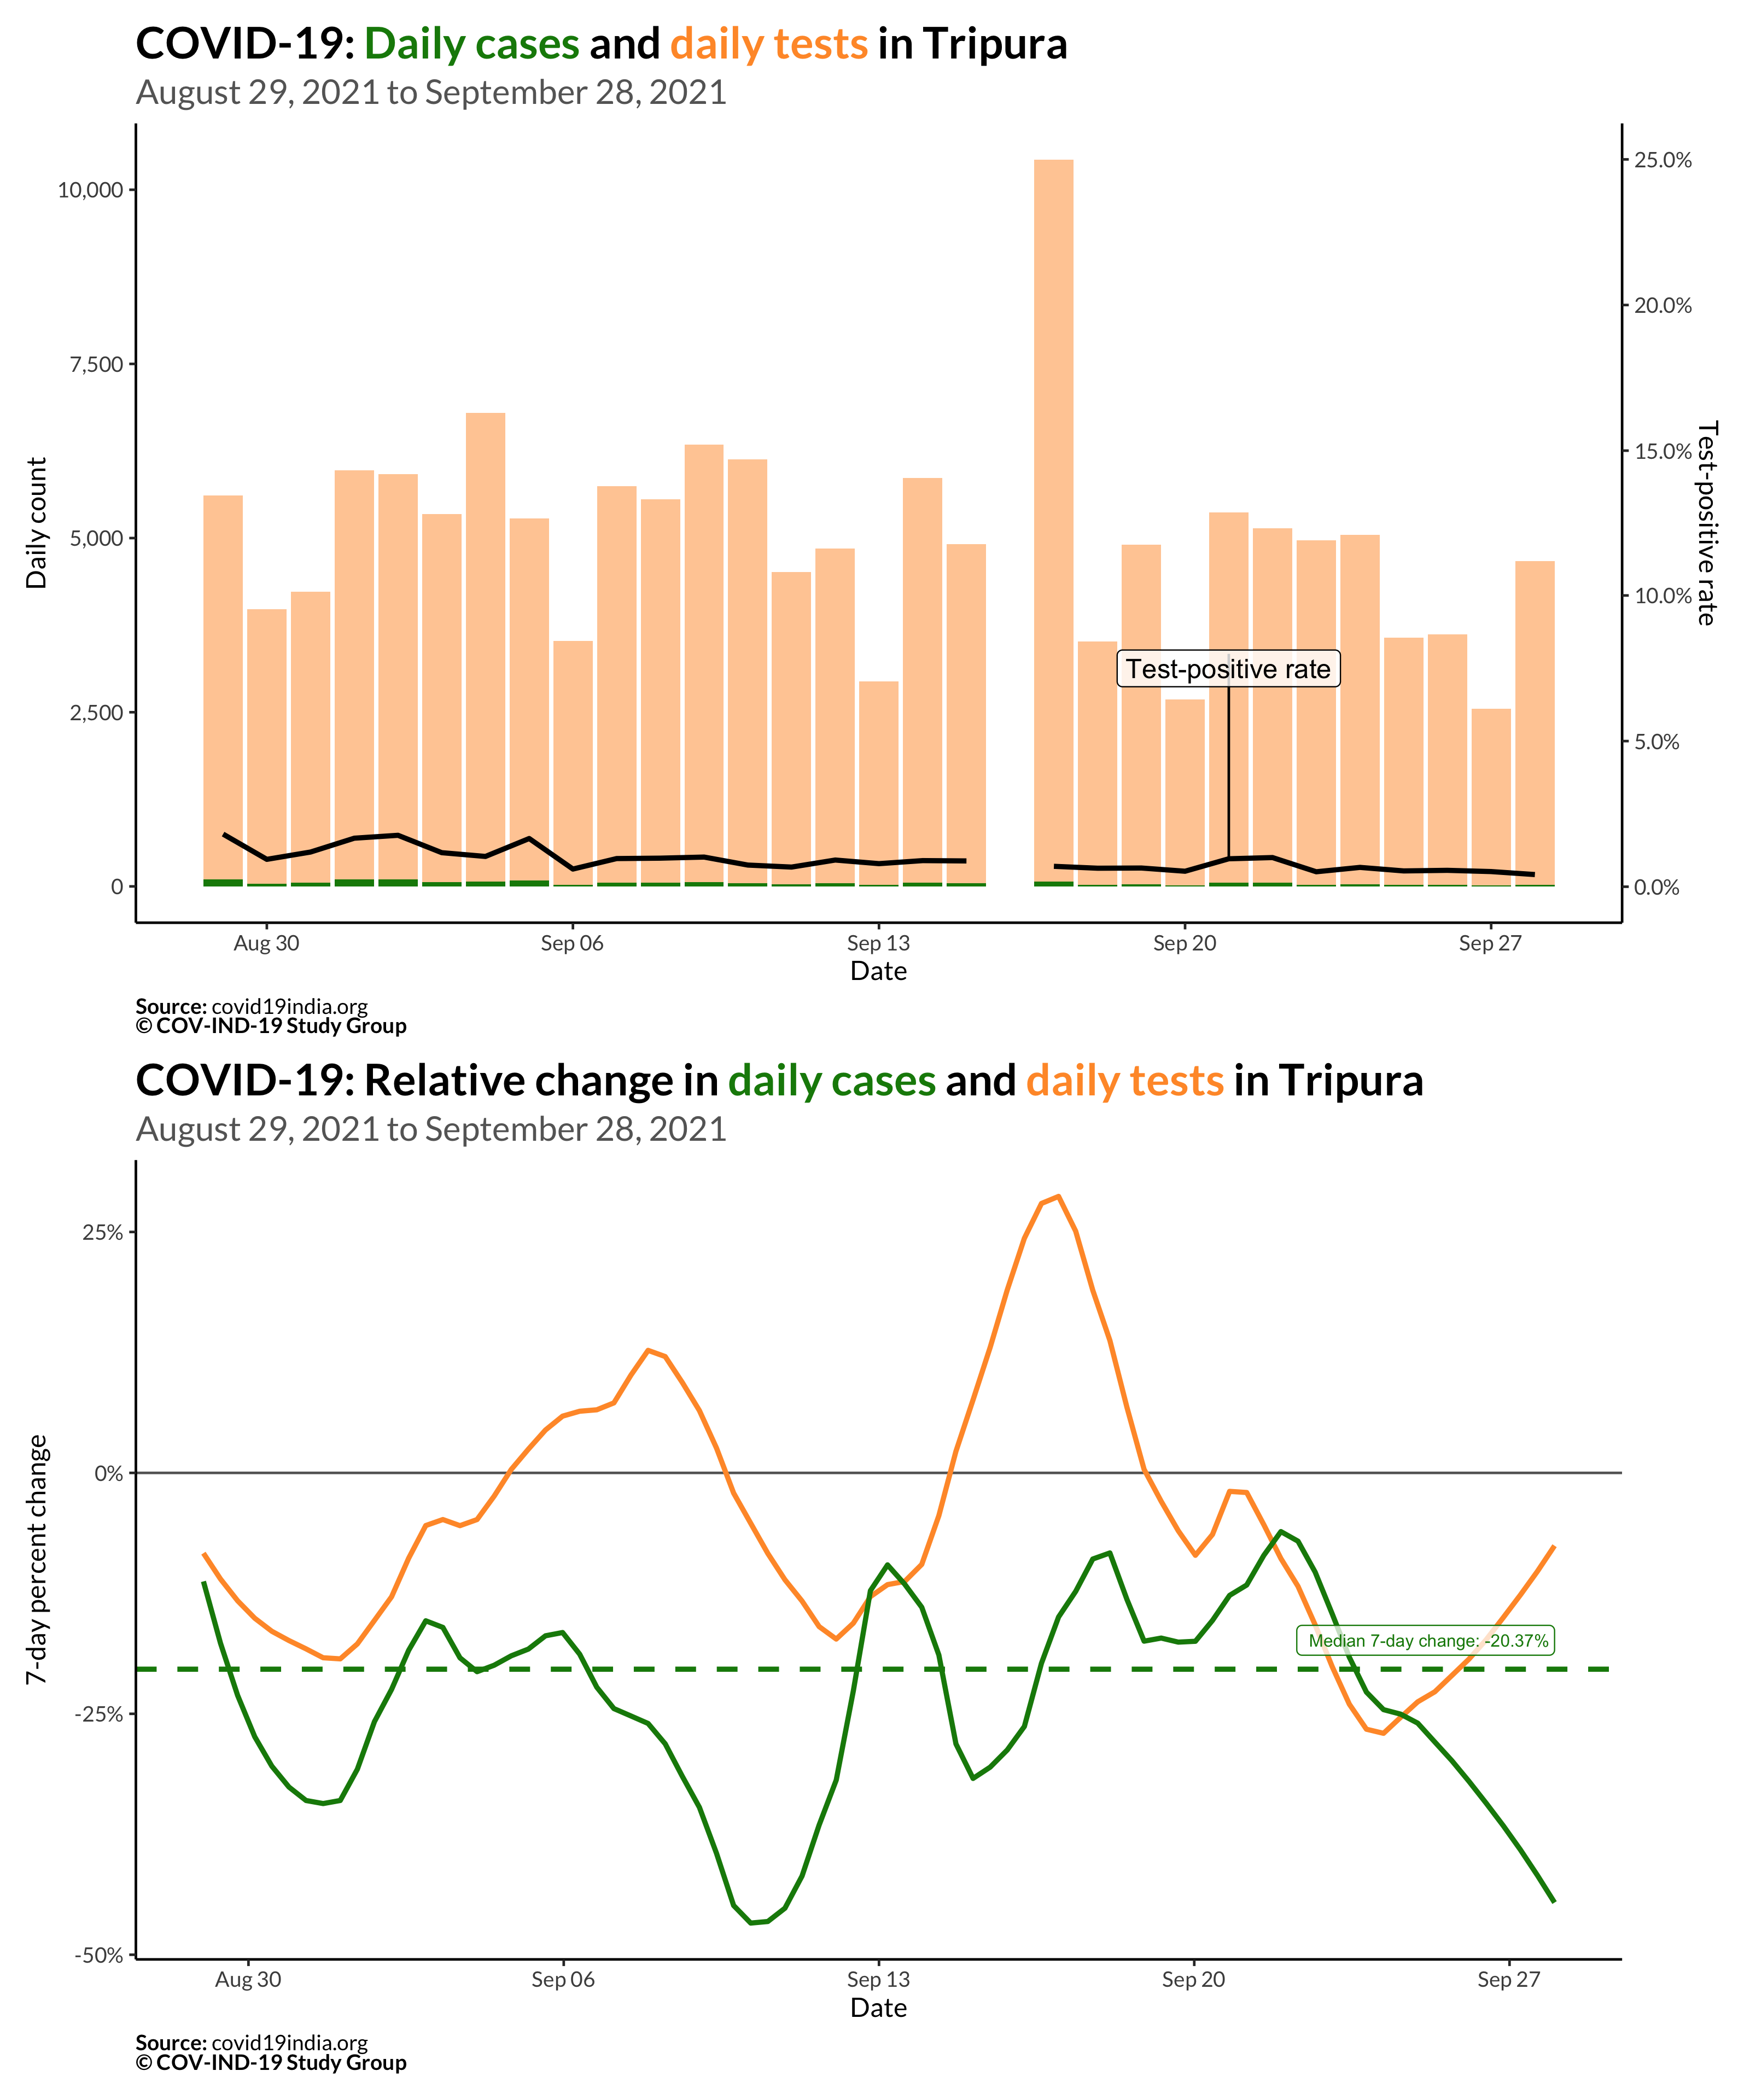 COVID-19: Daily cases and daily tests in Tripura
August 29, 2021 to September 28, 2021
Daily count
10,000
7,500
5,000
2,500
0
25.0%
20.0%
15.0%
10.0%
5.0%
0.0%
Test-positive rate
Test-positive rate
Aug 30
Sep 06
Sep 13
Sep 20
Sep 27
Date
Source: covid19india.org
© COV-IND-19 Study Group
COVID-19: Relative change in daily cases and daily tests in Tripura
August 29, 2021 to September 28, 2021
7-day percent change
25%
0%
-25%
-50%
Median 7-day change: -20.37%
Aug 30
Sep 06
Sep 13
Sep 20
Sep 27
Date
Source: covid19india.org
© COV-IND-19 Study Group